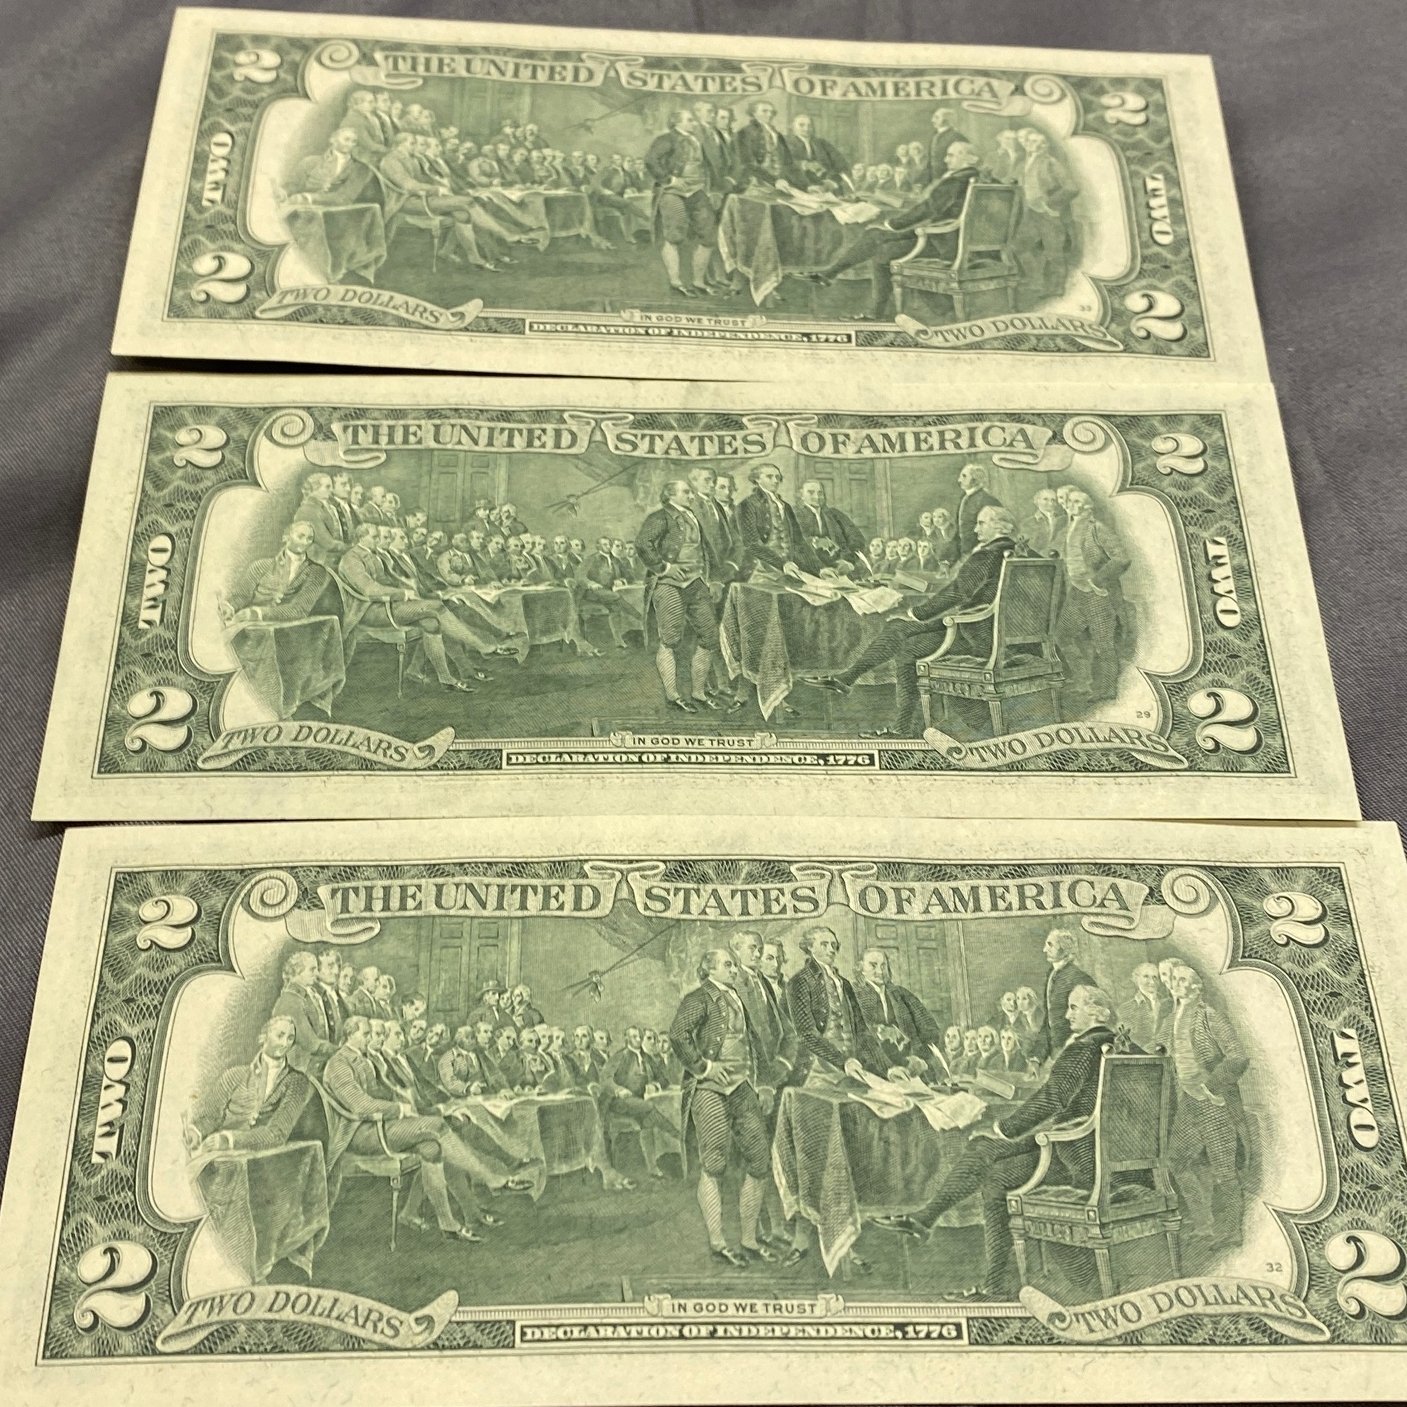 2 THE UNITED STATES OF AMERICA 2
TWO TWO
2 TWO DOLLARS IN GOD WE TRUST TWO DOLLARS 2
33
DECLARATION OF INDEPENDENCE, 1776
2 THE UNITED STATES OF AMERICA 2
TWO TWO
29
2 TWO DOLLARS IN GOD WE TRUST TWO DOLLARS 2
DECLARATION OF INDEPENDENCE, 1776
2 THE UNITED STATES OF AMERICA 2
TWO TWO
32
2 TWO DOLLARS IN GOD WE TRUST TWO DOLLARS 2
DECLARATION OF INDEPENDENCE, 1776